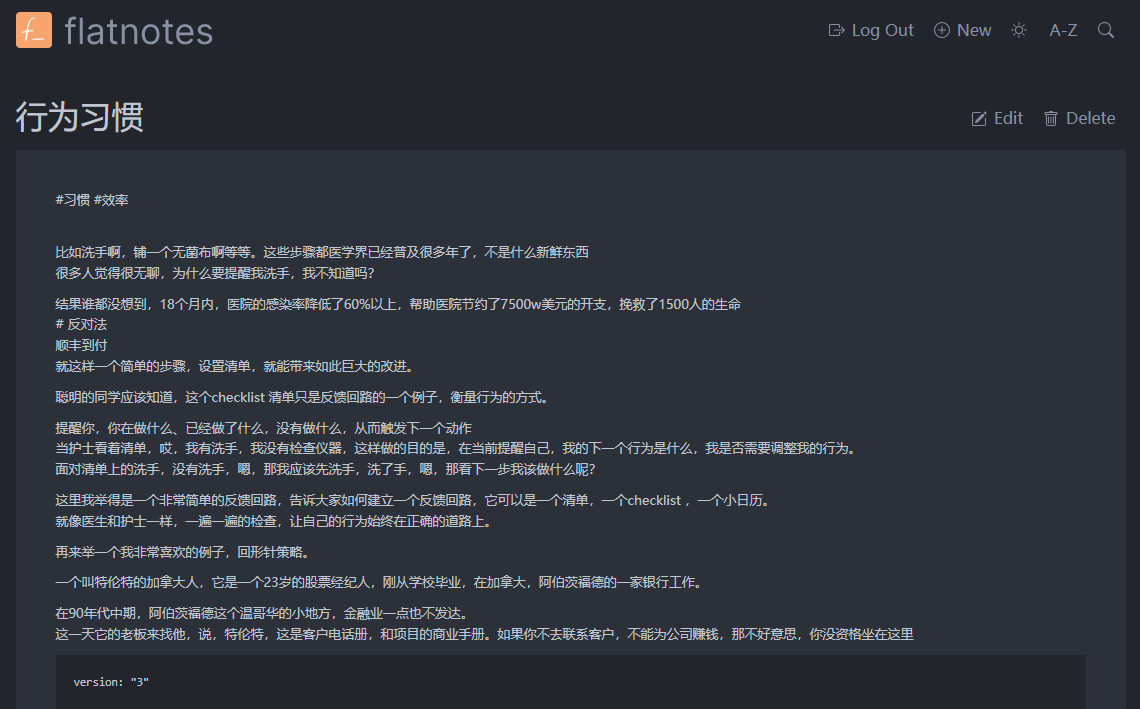 flatnotes
Log Out
New
A-Z
行为习惯
Edit
Delete
#习惯 #效率
比如洗手啊，铺一个无菌布啊等等。这些步骤都医学界已经普及很多年了，不是什么新鲜东西
很多人觉得很无聊，为什么要提醒我洗手，我不知道吗？
结果谁都没想到，18个月内，医院的感染率降低了60%以上，帮助医院节约了7500w美元的开支，挽救了1500人的生命
# 反对法
顺丰到付
就这样一个简单的步骤，设置清单，就能带来如此巨大的改进。
聪明的同学应该知道，这个checklist 清单只是反馈回路的一个例子，衡量行为的方式。
提醒你，你在做什么、已经做了什么，没有做什么，从而触发下一个动作
当护士看着清单，哎，我有洗手，我没有检查仪器，这样做的目的是，在当前提醒自己，我的下一个行为是什么，我是否需要调整我的行为。
面对清单上的洗手，没有洗手，嗯，那我应该先洗手，洗了手，嗯，那看下一步我该做什么呢？
这里我举得是一个非常简单的反馈回路，告诉大家如何建立一个反馈回路，它可以是一个清单，一个checklist ，一个小日历。
就像医生和护士一样，一遍一遍的检查，让自己的行为始终在正确的道路上。
再来举一个我非常喜欢的例子，回形针策略。
一个叫特伦特的加拿大人，它是一个23岁的股票经纪人，刚从学校毕业，在加拿大，阿伯茨福德的一家银行工作。
在90年代中期，阿伯茨福德这个温哥华的小地方，金融业一点也不发达。
这一天它的老板来找他，说，特伦特，这是客户电话册，和项目的商业手册。如果你不去联系客户，不能为公司赚钱，那不好意思，你没资格坐在这里
version: "3"